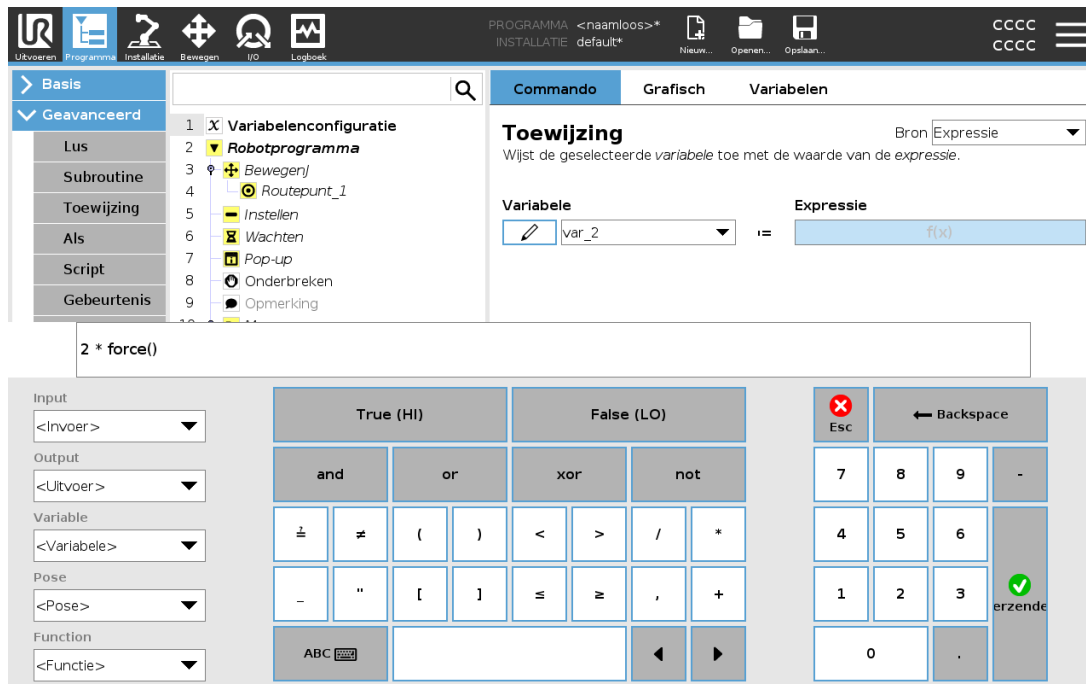 PROGRAMMA <naamloos>*
INSTALLATIE default*
Uitvoeren Programma Installatie Bewegen I/O Logboek
Nieuw... Openen... Opslaan...
CCCC
CCCC
Basis
Geavanceerd
Lus
Subroutine
Toewijzing
Als
Script
Gebeurtenis
1 X Variabelenconfiguratie
2 Robotprogramma
3 BewegenJ
4 Routepunt_1
5 Instellen
6 Wachten
7 Pop-up
8 Onderbreken
9 Opmerking
Commando Grafisch Variabelen
Toewijzing
Bron Expressie
Wijst de geselecteerde variabele toe met de waarde van de expressie.
Variabele Expressie
var_2 := f(x)
2 * force()
Input
<Invoer>
Output
<Uitvoer>
Variable
<Variabele>
Pose
<Pose>
Function
<Functie>
True (HI) False (LO)
and or xor not
≟ ≠ ( ) < > / *
_ " [ ] ≤ ≥ , +
ABC
Esc Backspace
7 8 9 -
4 5 6
1 2 3
erzende
0 .